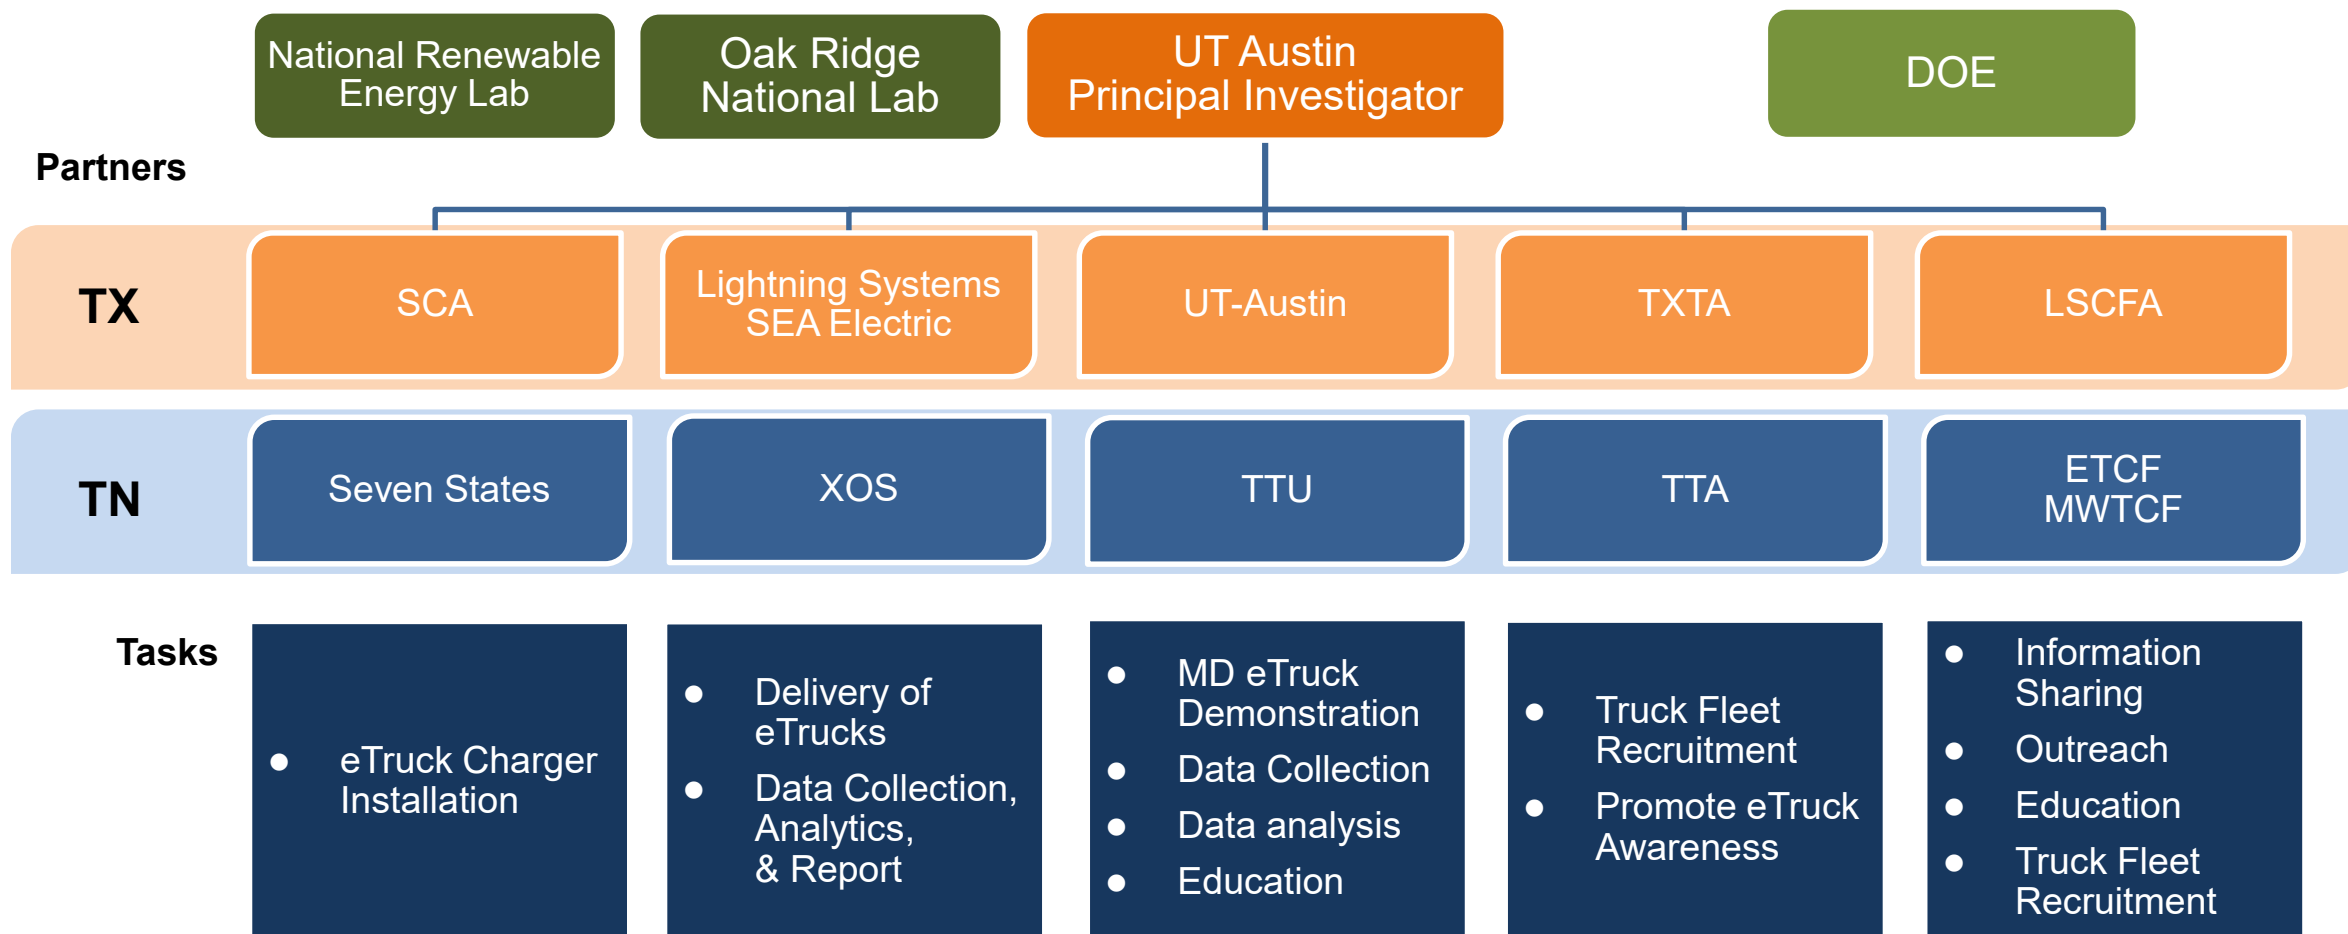 National Renewable
Energy Lab
Oak Ridge
National Lab
UT Austin
Principal Investigator
DOE
Partners
TX
SCA
Lightning Systems
SEA Electric
UT-Austin
TXTA
LSCFA
TN
Seven States
XOS
TTU
TTA
ETCF
MWTCF
Tasks
● eTruck Charger
Installation
● Delivery of
eTrucks
● Data Collection,
Analytics,
& Report
● MD eTruck
Demonstration
● Data Collection
● Data analysis
● Education
● Truck Fleet
Recruitment
● Promote eTruck
Awareness
● Information
Sharing
● Outreach
● Education
● Truck Fleet
Recruitment